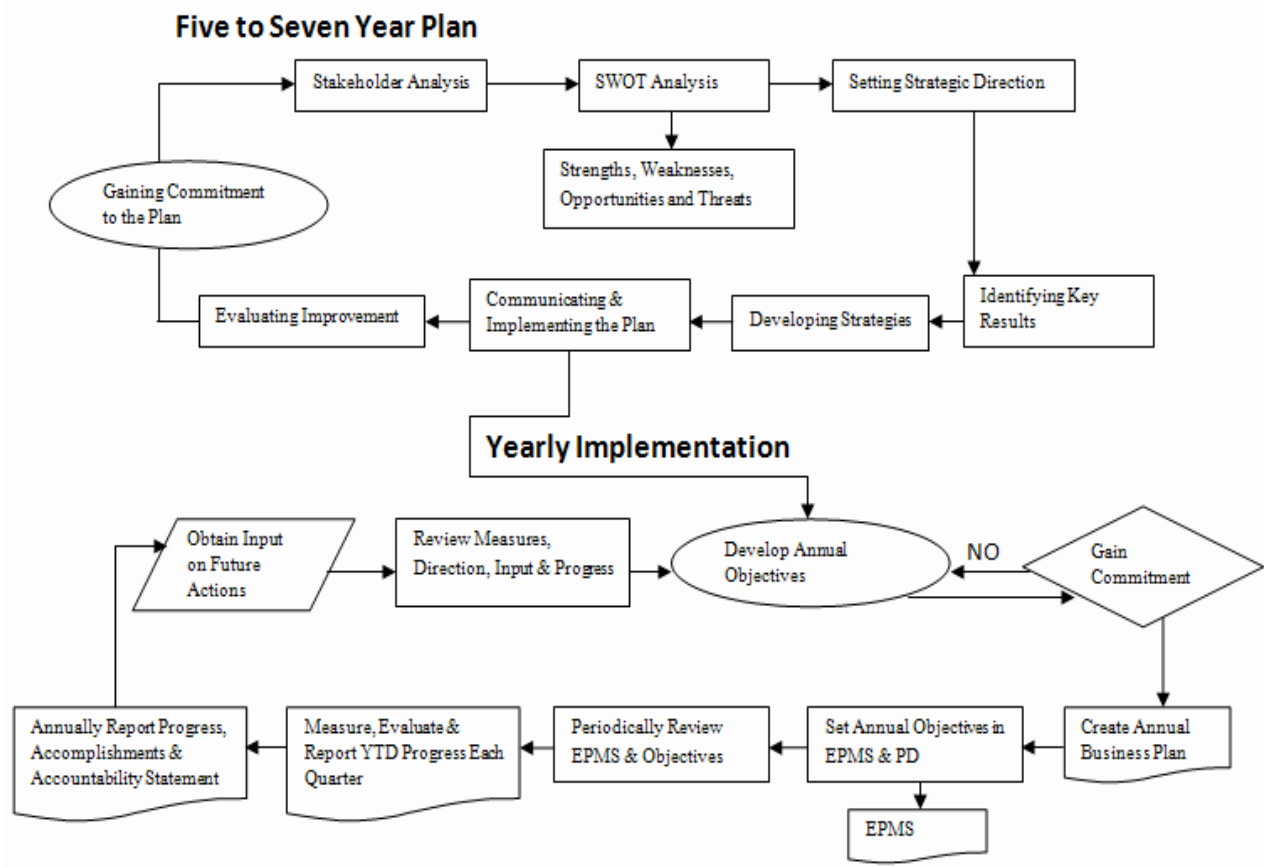 Five to Seven Year Plan
Stakeholder Analysis
SWOT Analysis
Setting Strategic Direction
Strengths, Weaknesses,
Opportunities and Threats
Gaining Commitment
to the Plan
Evaluating Improvement
Communicating &
Implementing the Plan
Developing Strategies
Identifying Key
Results
Yearly Implementation
Obtain Input
on Future
Actions
Review Measures,
Direction, Input & Progress
Develop Annual
Objectives
NO
Gain
Commitment
Annually Report Progress,
Accomplishments &
Accountability Statement
Measure, Evaluate &
Report YTD Progress Each
Quarter
Periodically Review
EPMS & Objectives
Set Annual Objectives in
EPMS & PD
Create Annual
Business Plan
EPMS